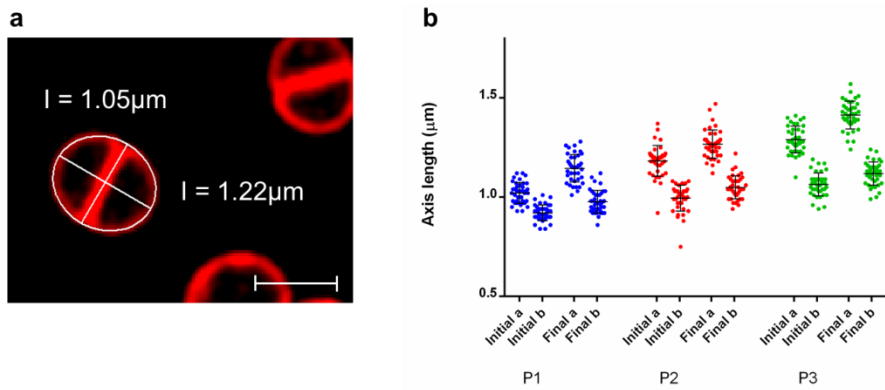 a
l = 1.05μm
l = 1.22μm
b
Axis length (μm)
1.5
1.0
0.5
Initial a
Initial b
Final a
Final b
Initial a
Initial b
Final a
Final b
Initial a
Initial b
Final a
Final b
P1
P2
P3